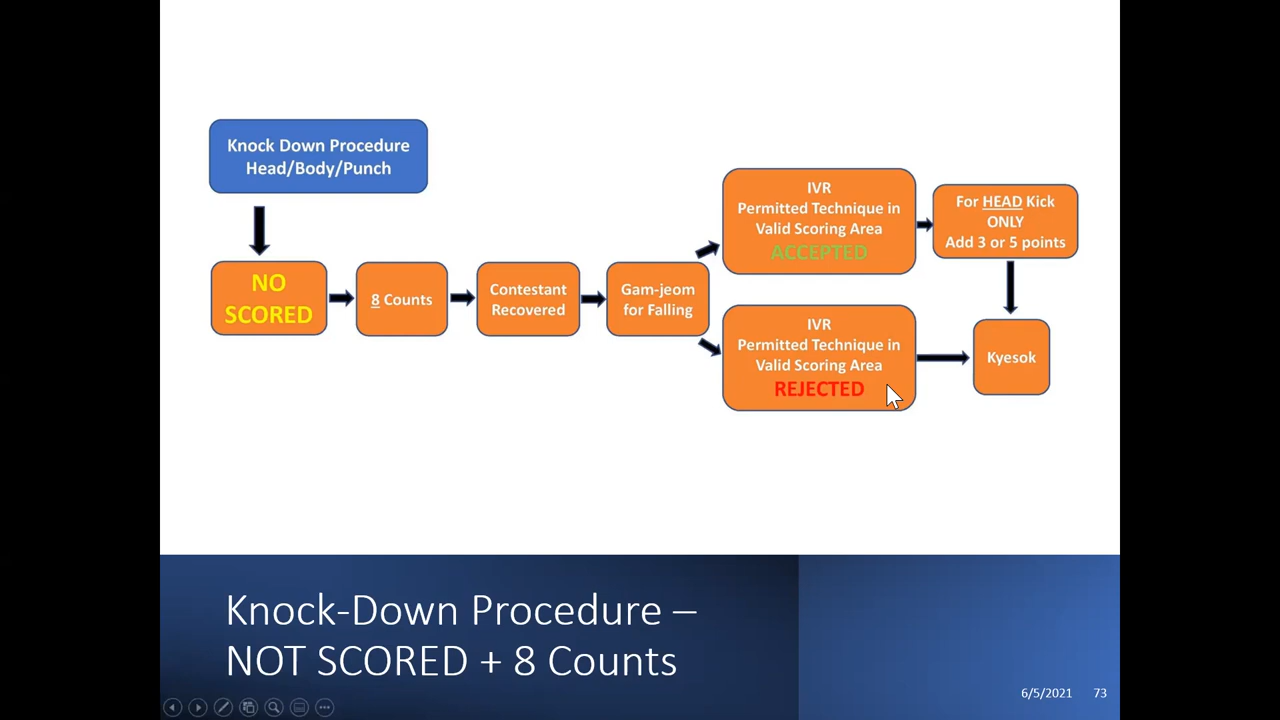 Knock Down Procedure
Head/Body/Punch
NO
SCORED
8 Counts
Contestant
Recovered
Gam-jeom
for Falling
IVR
Permitted Technique in
Valid Scoring Area
ACCEPTED
For HEAD Kick
ONLY
Add 3 or 5 points
IVR
Permitted Technique in
Valid Scoring Area
REJECTED
Kyesok
Knock-Down Procedure –
NOT SCORED + 8 Counts
6/5/2021 73